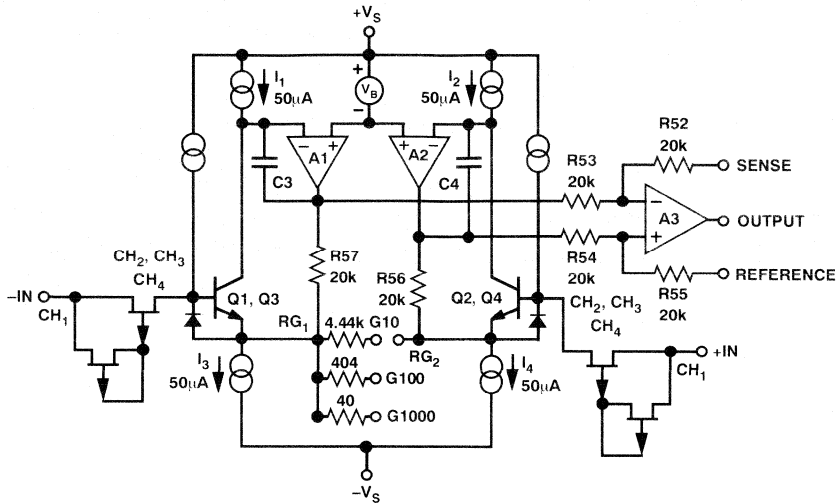 +VS
I1
50µA
+
VB
−
I2
50µA
− +
A1
+ −
A2
C3
C4
R53
20k
R52
20k
SENSE
−
+
A3
OUTPUT
R54
20k
R55
20k
REFERENCE
R57
20k
R56
20k
CH2, CH3
CH4
−IN
CH1
Q1, Q3
Q2, Q4
CH2, CH3
CH4
RG1
4.44k
G10
RG2
I3
50µA
404
G100
I4
50µA
40
G1000
+IN
CH1
−VS